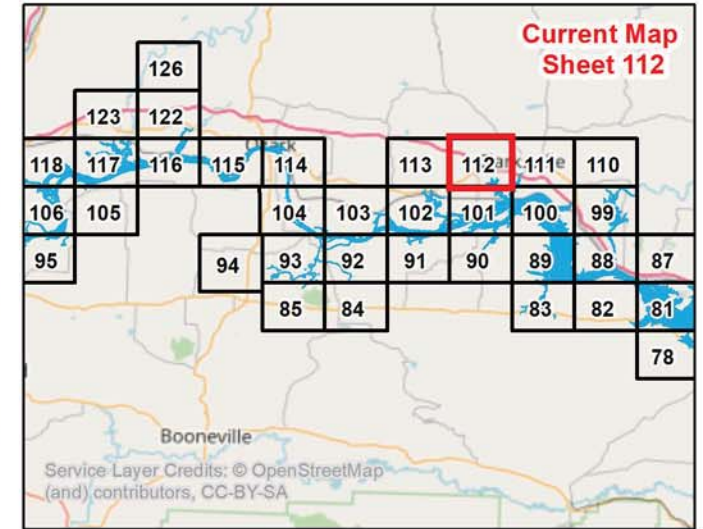 Current Map
Sheet 112
126
123 122
118 117 116 115 114 113 112 111 110
106 105 104 103 102 101 100 99
95 94 93 92 91 90 89 88 87
85 84 83 82 81
78
Booneville
Service Layer Credits: © OpenStreetMap
(and) contributors, CC-BY-SA